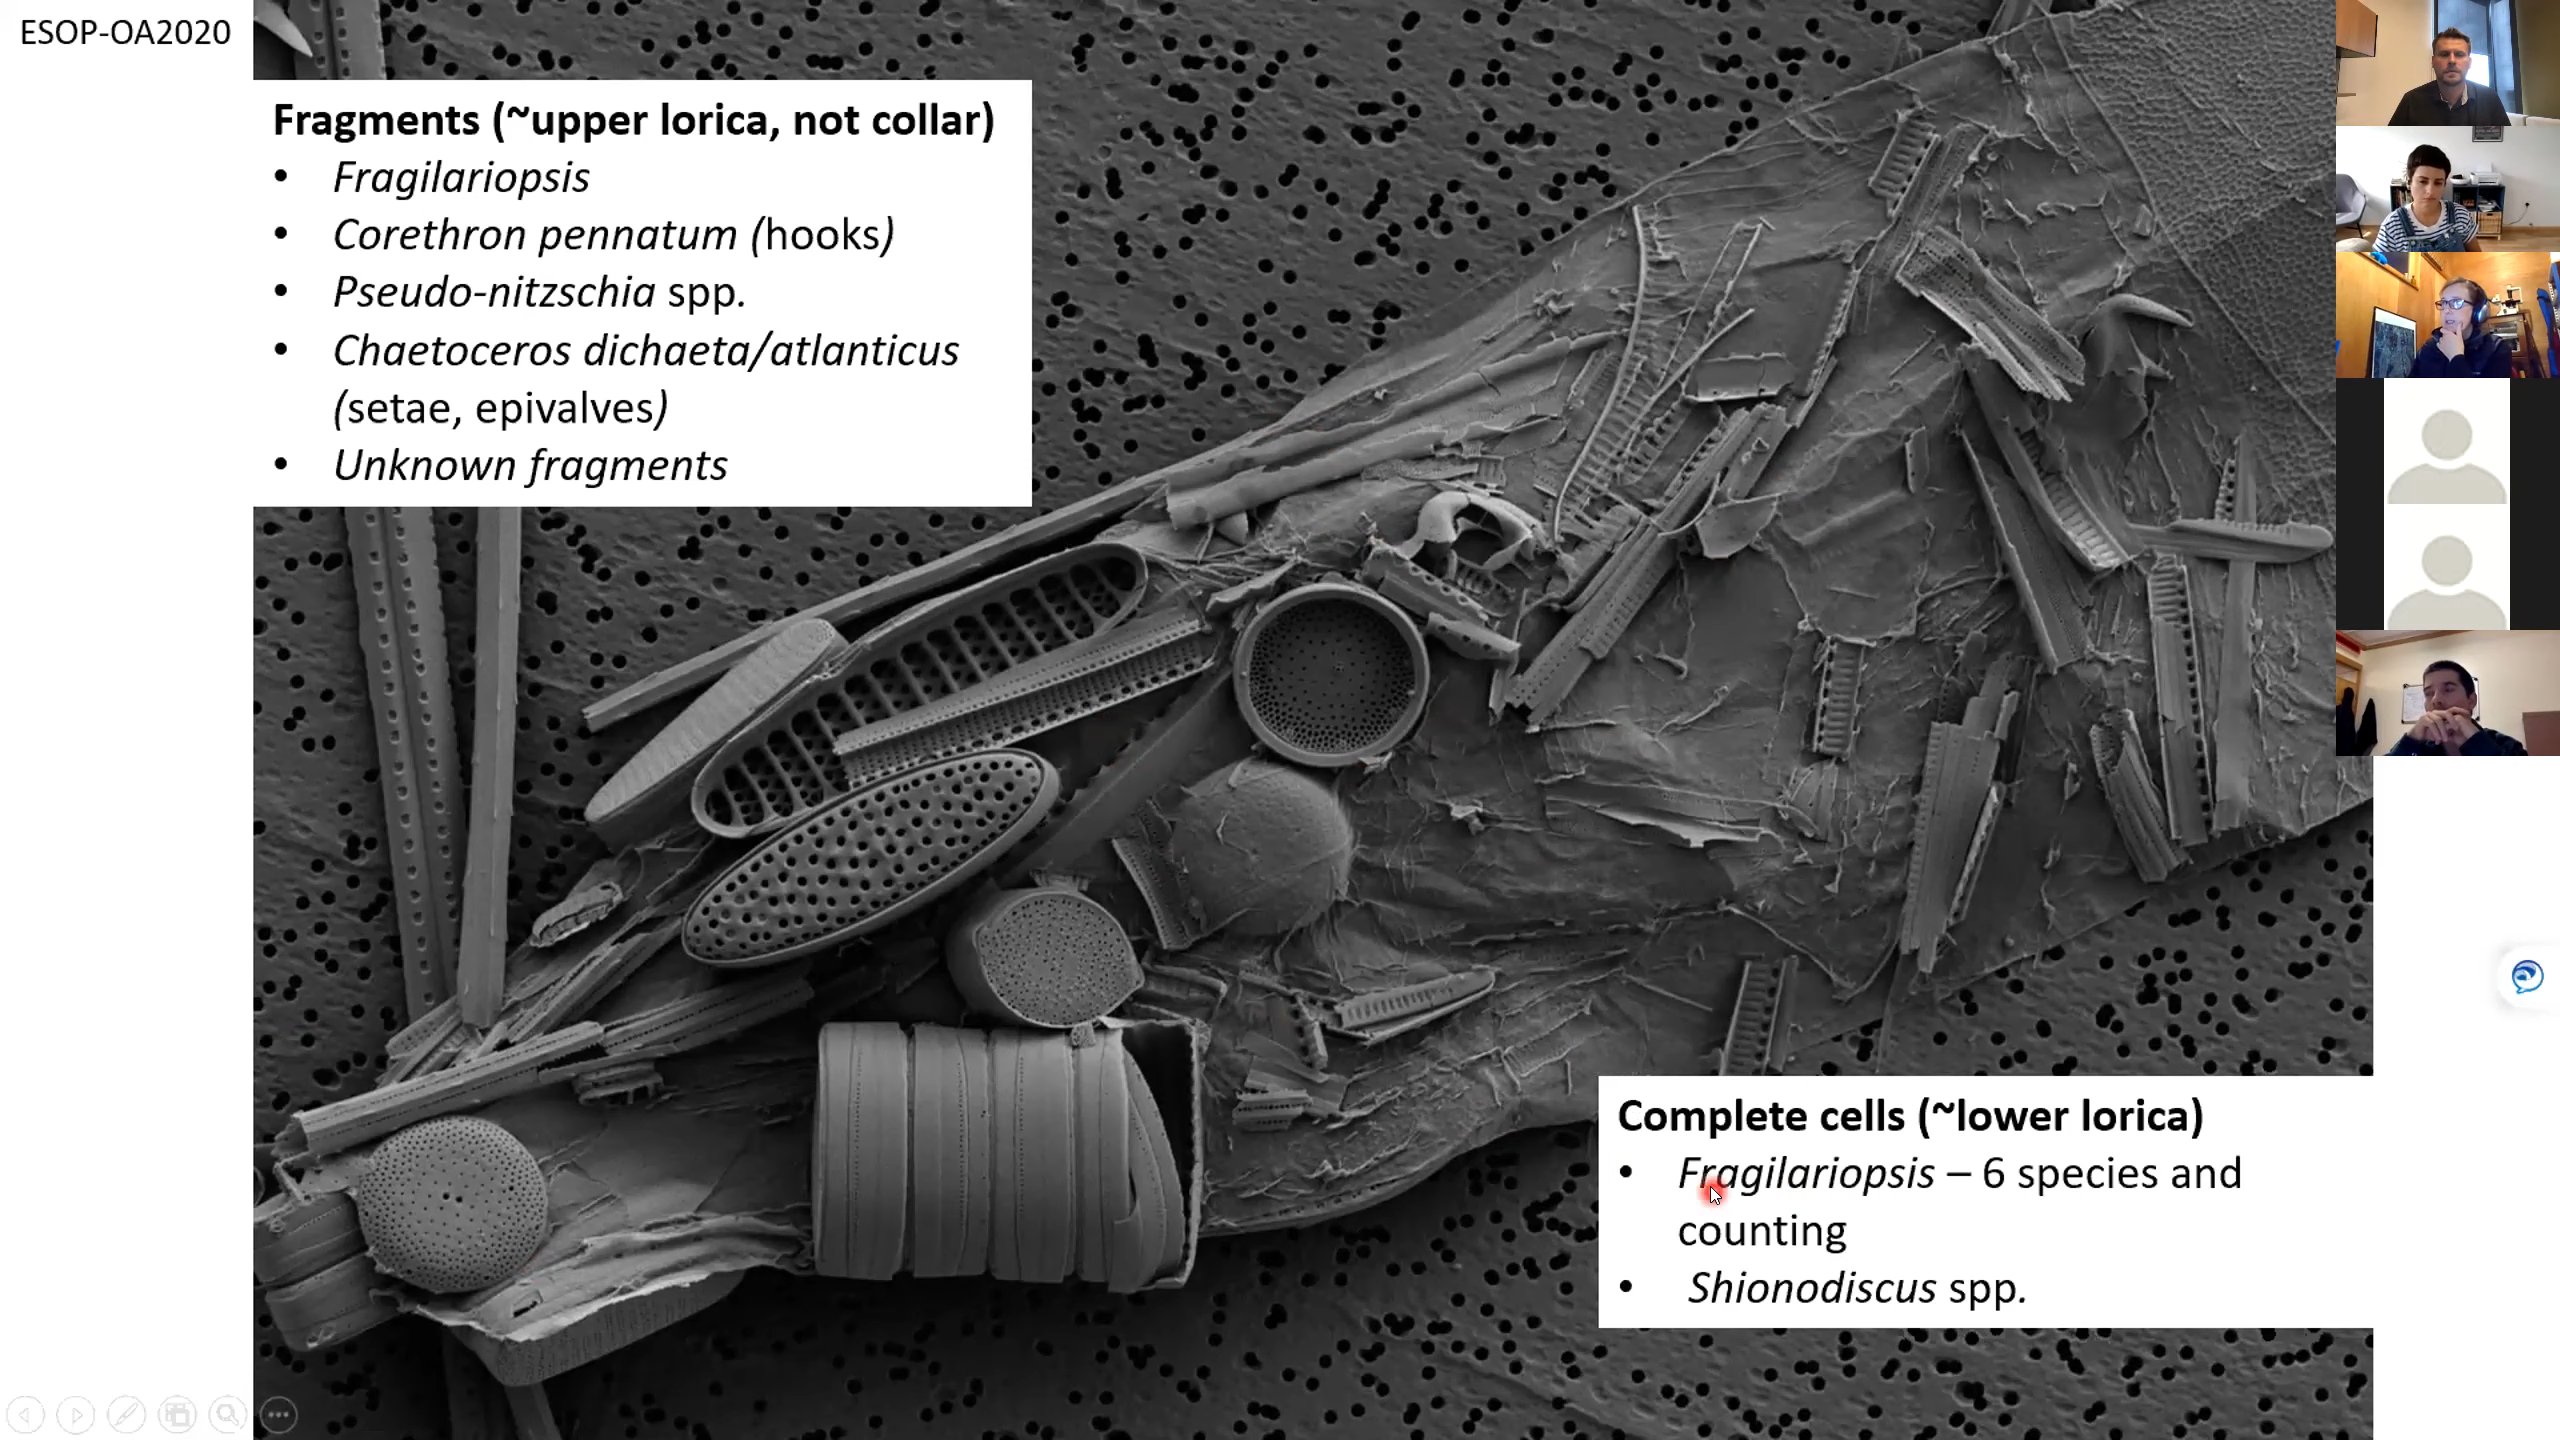 ESOP-OA2020
Fragments (~upper lorica, not collar)
• Fragilariopsis
• Corethron pennatum (hooks)
• Pseudo-nitzschia spp.
• Chaetoceros dichaeta/atlanticus
(setae, epivalves)
• Unknown fragments
Complete cells (~lower lorica)
• Fragilariopsis – 6 species and
counting
• Shionodiscus spp.